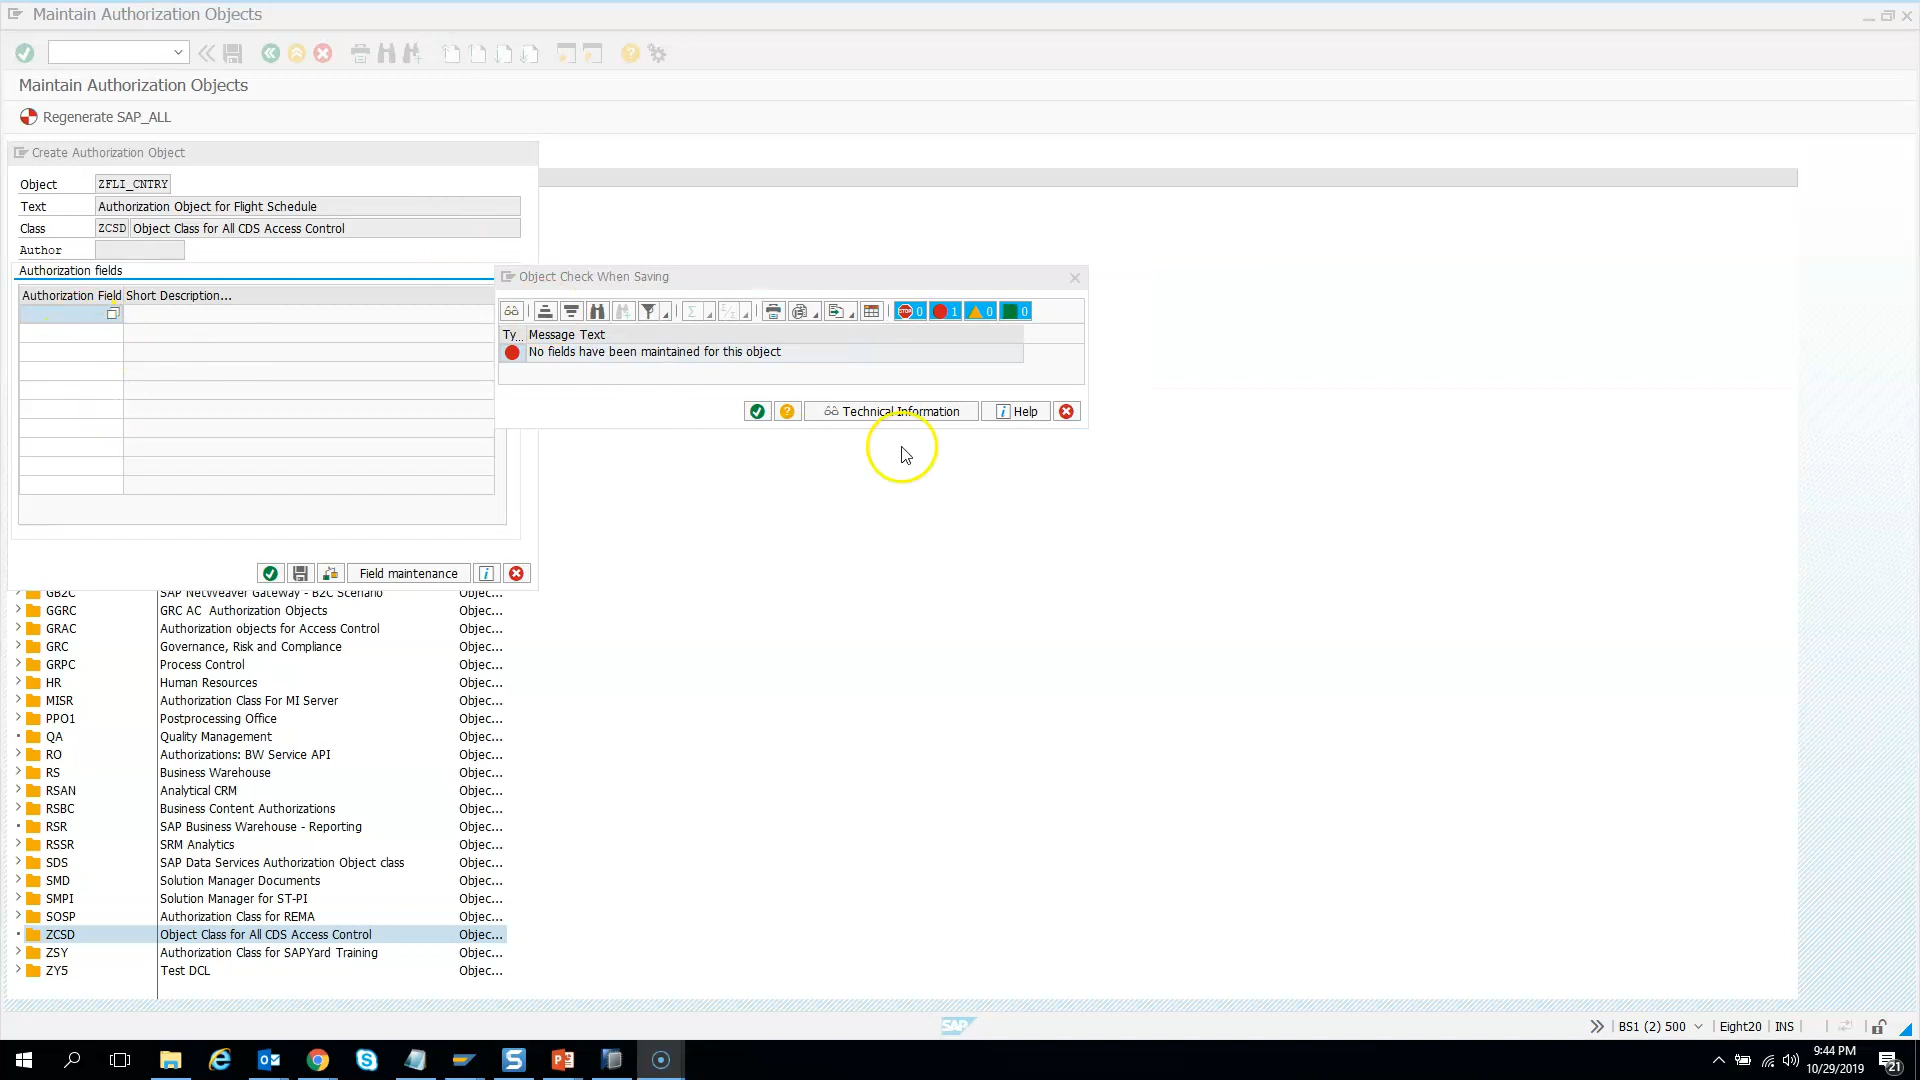 Maintain Authorization Objects
Maintain Authorization Objects
Regenerate SAP_ALL
Create Authorization Object
Object ZFLI_CNTRY
Text Authorization Object for Flight Schedule
Class ZCSD Object Class for All CDS Access Control
Author
Authorization fields
Authorization Field Short Description...
Object Check When Saving
STOP 0 1 0 0
Ty... Message Text
No fields have been maintained for this object
Technical Information Help
Field maintenance
GB2C SAP NetWeaver Gateway - B2C Scenario Objec...
GGRC GRC AC Authorization Objects Objec...
GRAC Authorization objects for Access Control Objec...
GRC Governance, Risk and Compliance Objec...
GRPC Process Control Objec...
HR Human Resources Objec...
MISR Authorization Class For MI Server Objec...
PPO1 Postprocessing Office Objec...
QA Quality Management Objec...
RO Authorizations: BW Service API Objec...
RS Business Warehouse Objec...
RSAN Analytical CRM Objec...
RSBC Business Content Authorizations Objec...
RSR SAP Business Warehouse - Reporting Objec...
RSSR SRM Analytics Objec...
SDS SAP Data Services Authorization Object class Objec...
SMD Solution Manager Documents Objec...
SMPI Solution Manager for ST-PI Objec...
SOSP Authorization Class for REMA Objec...
ZCSD Object Class for All CDS Access Control Objec...
ZSY Authorization Class for SAPYard Training Objec...
ZY5 Test DCL Objec...
SAP
BS1 (2) 500 Eight20 INS
9:44 PM
10/29/2019
21